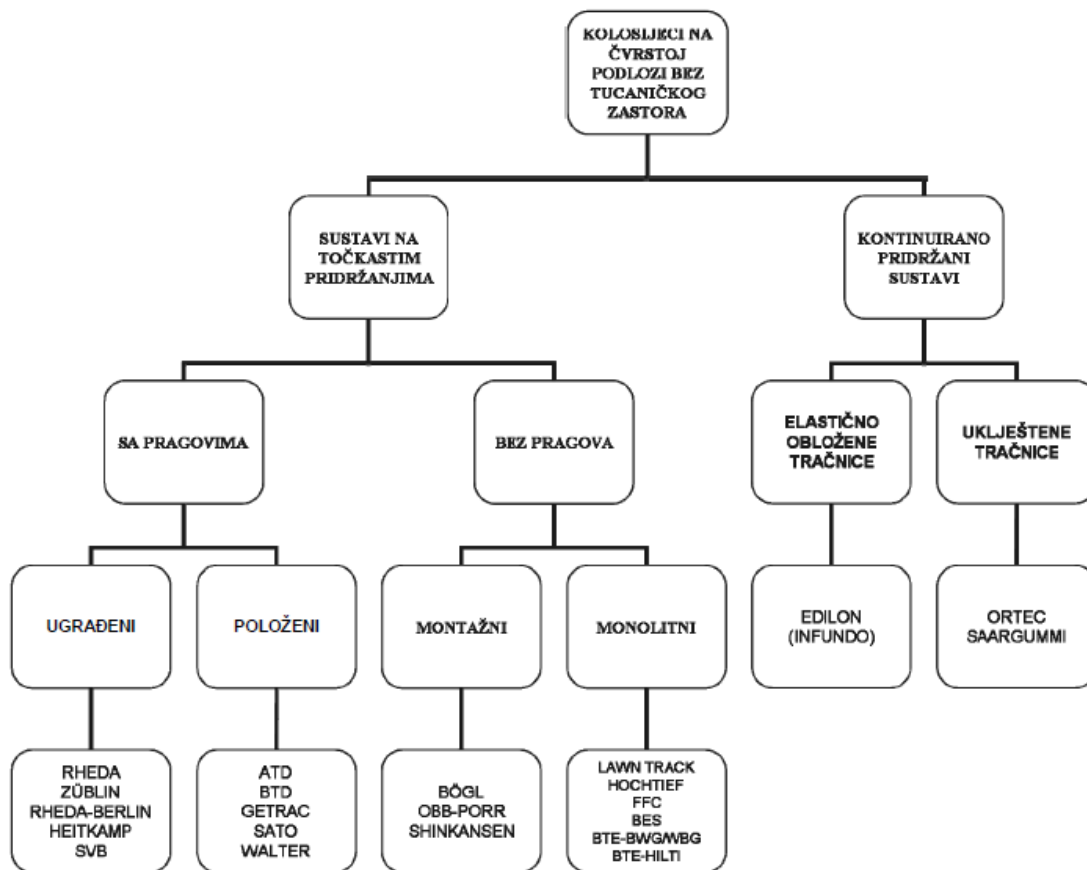 KOLOSIJECI NA
ČVRSTOJ
PODLOZI BEZ
TUCANIČKOG
ZASTORA
SUSTAVI NA
TOČKASTIM
PRIDRŽANJIMA
KONTINUIRANO
PRIDRŽANI
SUSTAVI
SA PRAGOVIMA
BEZ PRAGOVA
ELASTIČNO
OBLOŽENE
TRAČNICE
UKLJEŠTENE
TRAČNICE
UGRAĐENI
POLOŽENI
MONTAŽNI
MONOLITNI
EDILON
(INFUNDO)
ORTEC
SAARGUMMI
RHEDA
ZÜBLIN
RHEDA-BERLIN
HEITKAMP
SVB
ATD
BTD
GETRAC
SATO
WALTER
BÖGL
OBB-PORR
SHINKANSEN
LAWN TRACK
HOCHTIEF
FFC
BES
BTE-BWG/WBG
BTE-HILTI